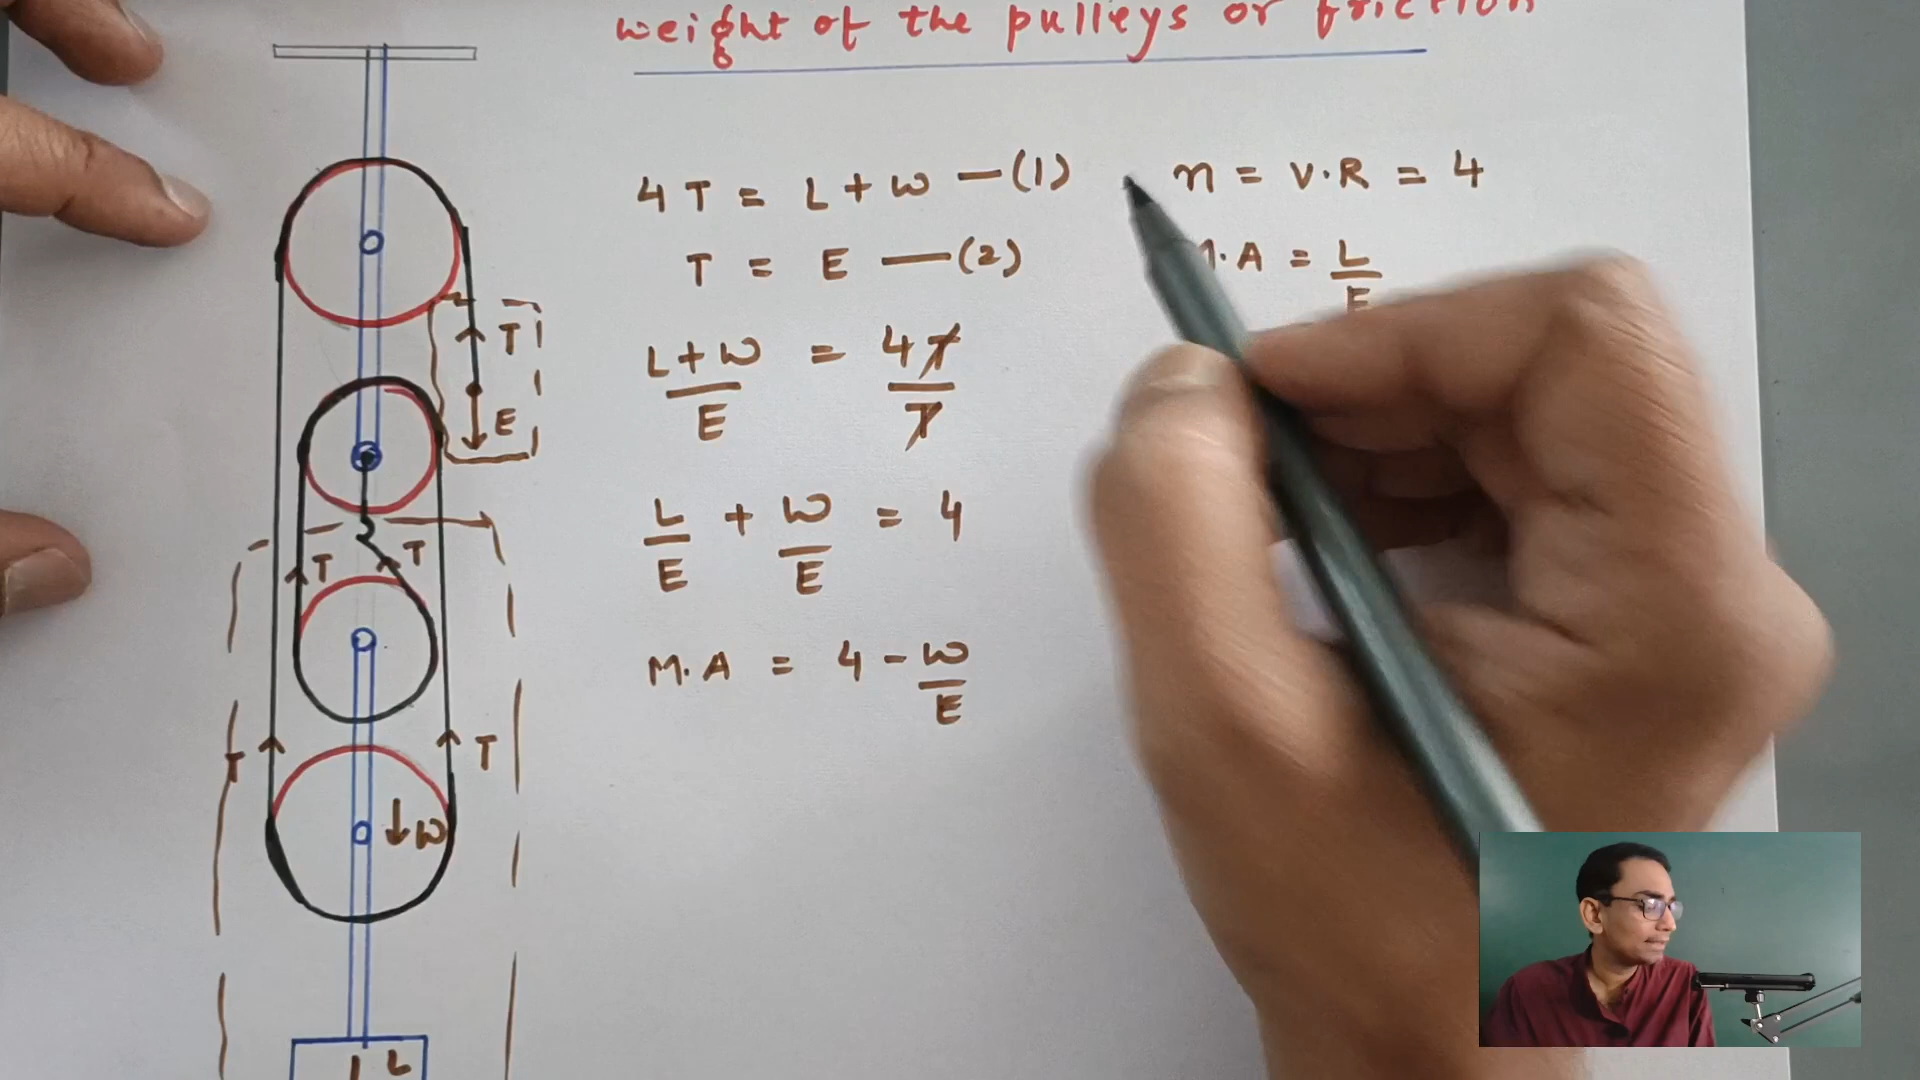 weight of the pulleys or friction
4T = L + W — (1)
T = E — (2)
L + W / E = 4T / T
L / E + W / E = 4
M.A = 4 - W / E
n = V.R = 4
M.A = L / E
T
E
T
T
T
T
W
L